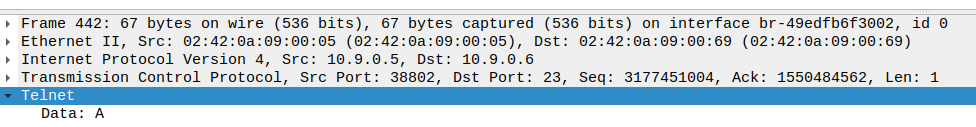 Frame 442: 67 bytes on wire (536 bits), 67 bytes captured (536 bits) on interface br-49edfb6f3002, id 0
Ethernet II, Src: 02:42:0a:09:00:05 (02:42:0a:09:00:05), Dst: 02:42:0a:09:00:69 (02:42:0a:09:00:69)
Internet Protocol Version 4, Src: 10.9.0.5, Dst: 10.9.0.6
Transmission Control Protocol, Src Port: 38802, Dst Port: 23, Seq: 3177451004, Ack: 1550484562, Len: 1
Telnet
Data: A